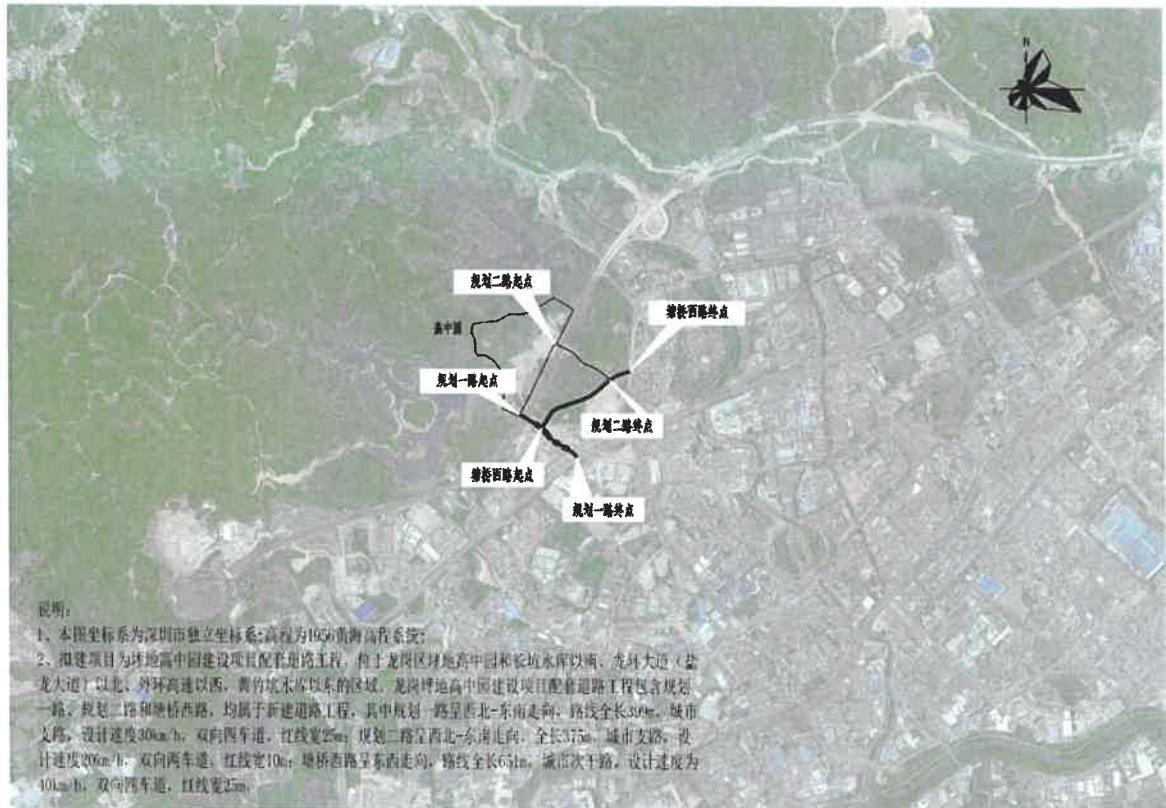 N
规划二路起点
塘桥西路终点
高中园
规划一路起点
规划二路终点
塘桥西路起点
规划一路终点
说明:
1、本图坐标系为深圳市独立坐标系;高程为1956黄海高程系统;
2、拟建项目为坪地高中园建设项目配套道路工程，位于龙岗区坪地高中园和长坑水库以南、龙环大道（盐
龙大道）以北、外环高速以西，黄竹坑水库以东的区域。龙岗坪地高中园建设项目配套道路工程包含规划
一路、规划二路和塘桥西路，均属于新建道路工程，其中规划一路呈西北-东南走向，路线全长399m，城市
支路，设计速度30km/h，双向四车道，红线宽25m；规划二路呈西北-东南走向，全长375m，城市支路，设
计速度20km/h，双向两车道，红线宽10m；塘桥西路呈东西走向，路线全长651m，城市次干路，设计速度为
40km/h，双向四车道，红线宽25m。